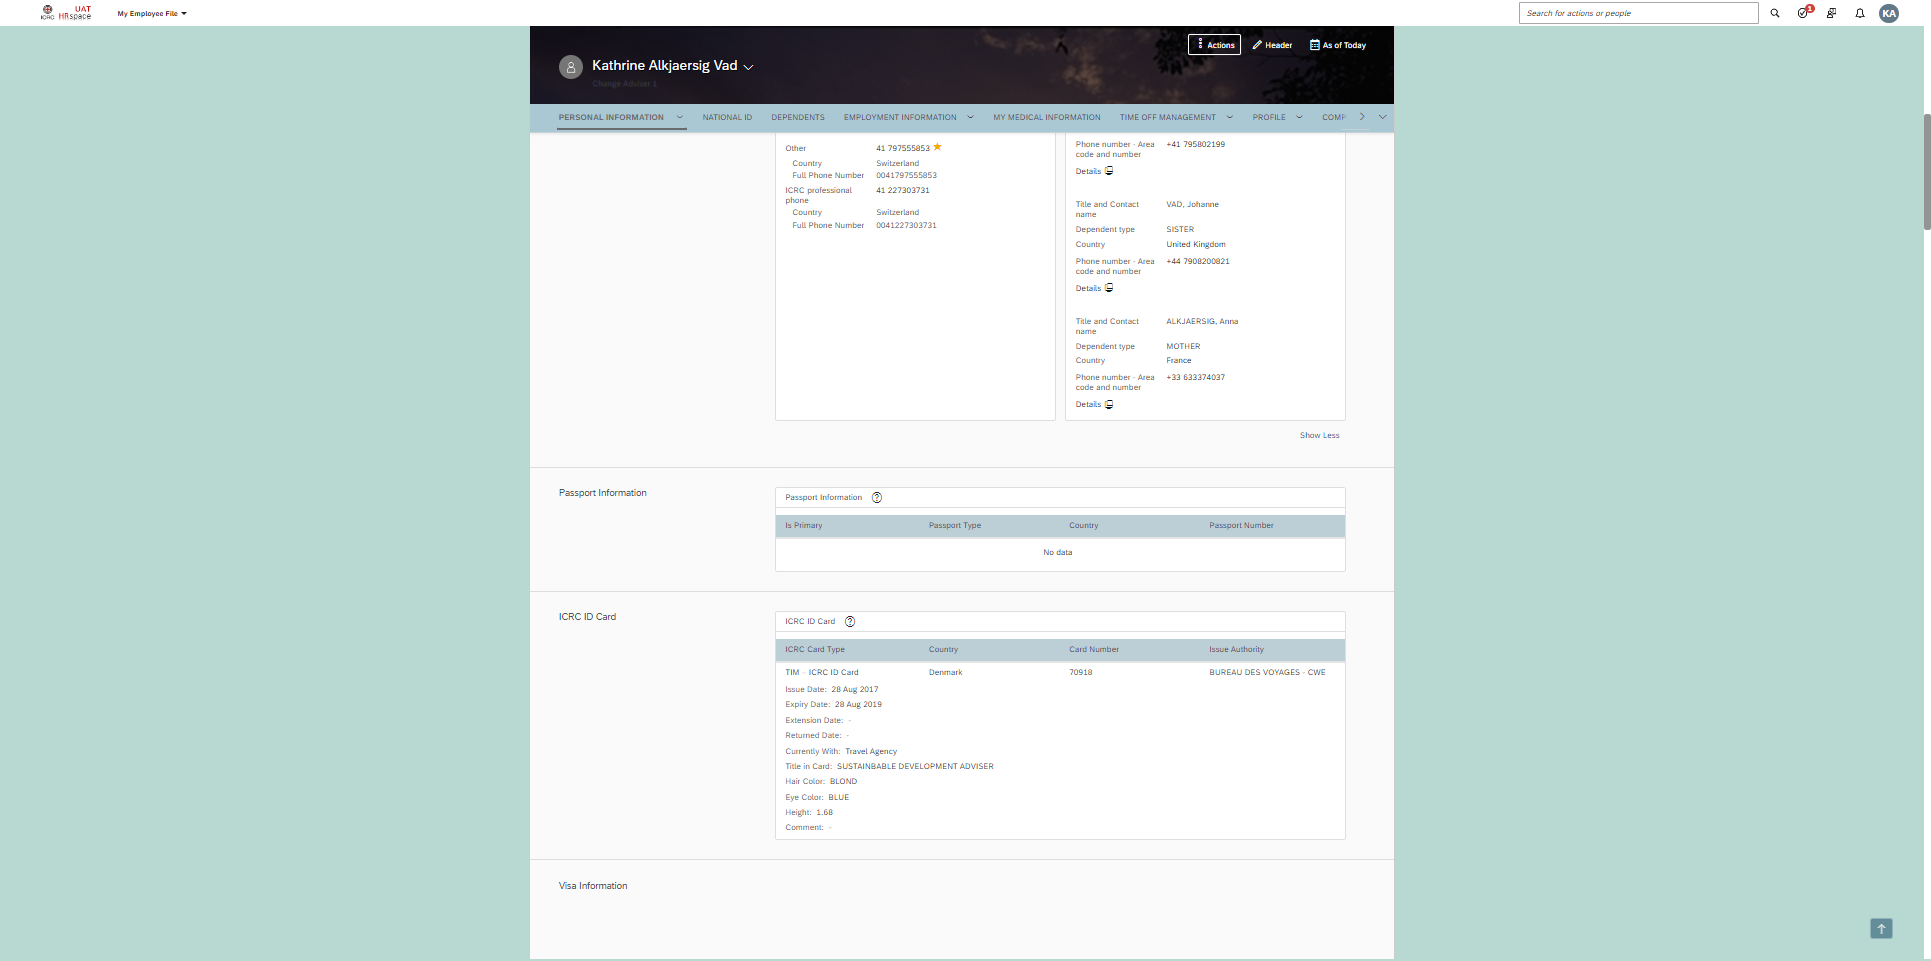 ICRC UAT HRspace My Employee File Search for actions or people 1 KA
Actions Header As of Today
Kathrine Alkjaersig Vad
Change Adviser 1
PERSONAL INFORMATION NATIONAL ID DEPENDENTS EMPLOYMENT INFORMATION MY MEDICAL INFORMATION TIME OFF MANAGEMENT PROFILE COMP
Other 41 797555853
Country Switzerland
Full Phone Number 0041797555853
ICRC professional phone 41 227303731
Country Switzerland
Full Phone Number 0041227303731
Phone number - Area code and number +41 795802199
Details
Title and Contact name VAD, Johanne
Dependent type SISTER
Country United Kingdom
Phone number - Area code and number +44 7908200821
Details
Title and Contact name ALKJAERSIG, Anna
Dependent type MOTHER
Country France
Phone number - Area code and number +33 633374037
Details
Show Less
Passport Information
Passport Information ?
Is Primary Passport Type Country Passport Number
No data
ICRC ID Card
ICRC ID Card ?
ICRC Card Type Country Card Number Issue Authority
TIM - ICRC ID Card Denmark 70918 BUREAU DES VOYAGES - CWE
Issue Date: 28 Aug 2017
Expiry Date: 28 Aug 2019
Extension Date: -
Returned Date: -
Currently With: Travel Agency
Title in Card: SUSTAINBABLE DEVELOPMENT ADVISER
Hair Color: BLOND
Eye Color: BLUE
Height: 1.68
Comment: -
Visa Information